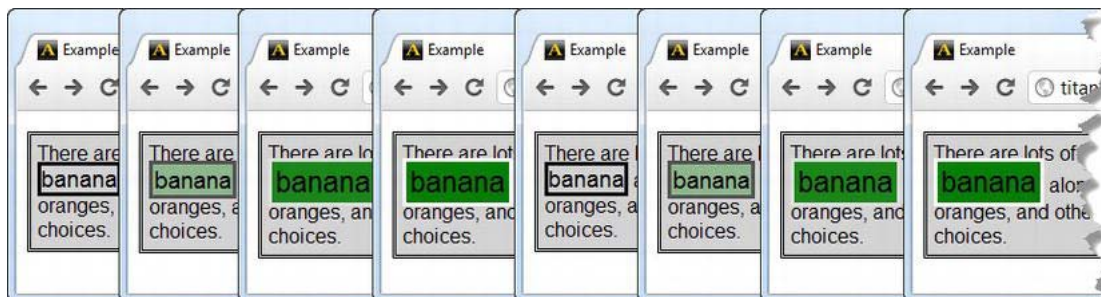 A Example
There are
banana
oranges,
choices.
A Example
There are
banana
oranges, a
choices.
A Example
There are lo
banana
oranges, an
choices.
A Example
There are lot
banana
oranges, and
choices.
A Example
There are l
banana a
oranges, a
choices.
A Example
There are l
banana
oranges, a
choices.
A Example
There are lots
banana
oranges, and
choices.
A Example
titan
There are lots of
banana alon
oranges, and othe
choices.